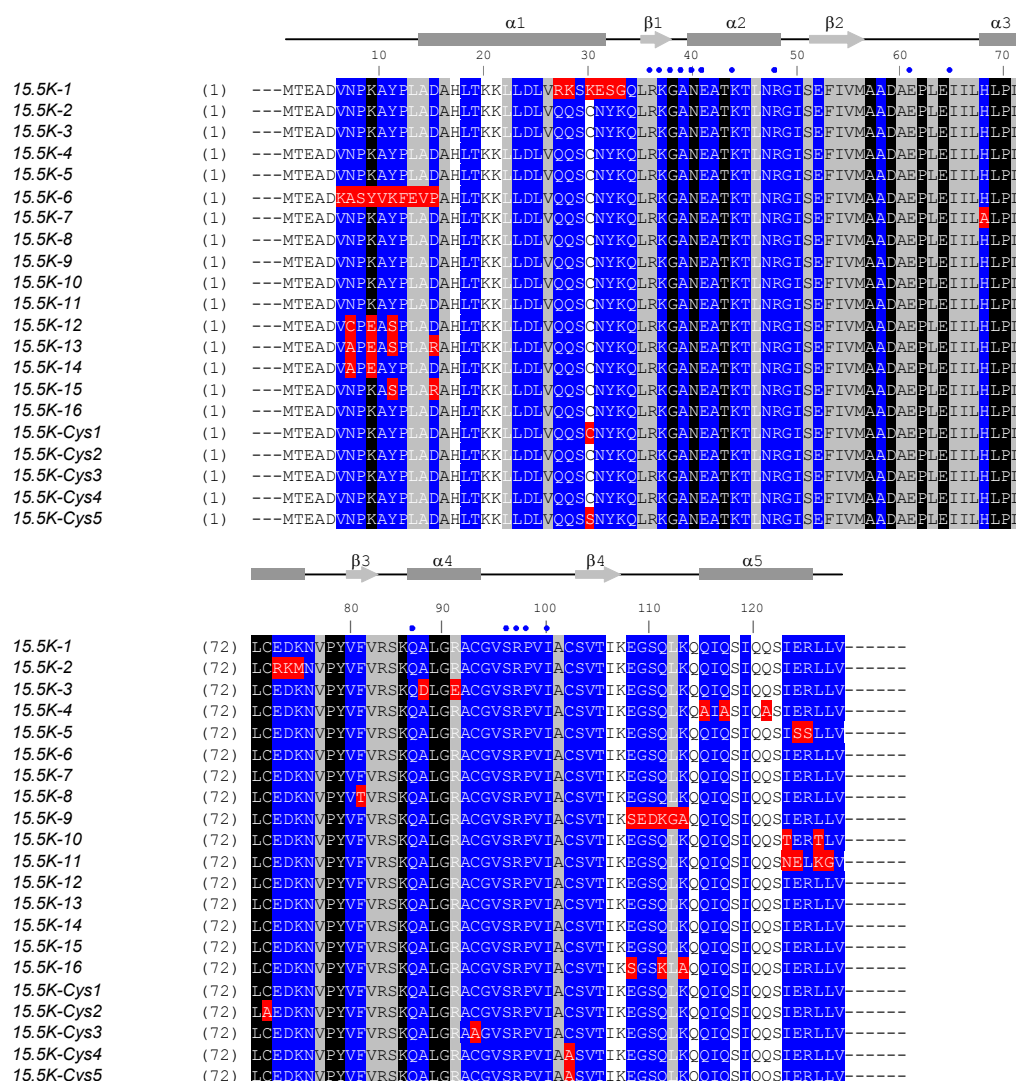 α1 β1 α2 β2 α3
10 20 30 40 50 60 70
15.5K-1 (1) ---MTEADVNPKAYPLADAHLTKKLLDLVRKSKESGQLRKGANEATKTLNRGISEFIVMAADAEPLEIILHLPL
15.5K-2 (1) ---MTEADVNPKAYPLADAHLTKKLLDLVQQSCNYKQLRKGANEATKTLNRGISEFIVMAADAEPLEIILHLPL
15.5K-3 (1) ---MTEADVNPKAYPLADAHLTKKLLDLVQQSCNYKQLRKGANEATKTLNRGISEFIVMAADAEPLEIILHLPL
15.5K-4 (1) ---MTEADVNPKAYPLADAHLTKKLLDLVQQSCNYKQLRKGANEATKTLNRGISEFIVMAADAEPLEIILHLPL
15.5K-5 (1) ---MTEADVNPKAYPLADAHLTKKLLDLVQQSCNYKQLRKGANEATKTLNRGISEFIVMAADAEPLEIILHLPL
15.5K-6 (1) ---MTEADKASYVKFEVPAHLTKKLLDLVQQSCNYKQLRKGANEATKTLNRGISEFIVMAADAEPLEIILHLPL
15.5K-7 (1) ---MTEADVNPKAYPLADAHLTKKLLDLVQQSCNYKQLRKGANEATKTLNRGISEFIVMAADAEPLEIILALPL
15.5K-8 (1) ---MTEADVNPKAYPLADAHLTKKLLDLVQQSCNYKQLRKGANEATKTLNRGISEFIVMAADAEPLEIILHLPL
15.5K-9 (1) ---MTEADVNPKAYPLADAHLTKKLLDLVQQSCNYKQLRKGANEATKTLNRGISEFIVMAADAEPLEIILHLPL
15.5K-10 (1) ---MTEADVNPKAYPLADAHLTKKLLDLVQQSCNYKQLRKGANEATKTLNRGISEFIVMAADAEPLEIILHLPL
15.5K-11 (1) ---MTEADVNPKAYPLADAHLTKKLLDLVQQSCNYKQLRKGANEATKTLNRGISEFIVMAADAEPLEIILHLPL
15.5K-12 (1) ---MTEADVCPEASPLADAHLTKKLLDLVQQSCNYKQLRKGANEATKTLNRGISEFIVMAADAEPLEIILHLPL
15.5K-13 (1) ---MTEADVAPEASPLARAHLTKKLLDLVQQSCNYKQLRKGANEATKTLNRGISEFIVMAADAEPLEIILHLPL
15.5K-14 (1) ---MTEADVAPEAYPLADAHLTKKLLDLVQQSCNYKQLRKGANEATKTLNRGISEFIVMAADAEPLEIILHLPL
15.5K-15 (1) ---MTEADVNPKASPLARAHLTKKLLDLVQQSCNYKQLRKGANEATKTLNRGISEFIVMAADAEPLEIILHLPL
15.5K-16 (1) ---MTEADVNPKAYPLADAHLTKKLLDLVQQSCNYKQLRKGANEATKTLNRGISEFIVMAADAEPLEIILHLPL
15.5K-Cys1 (1) ---MTEADVNPKAYPLADAHLTKKLLDLVQQSCNYKQLRKGANEATKTLNRGISEFIVMAADAEPLEIILHLPL
15.5K-Cys2 (1) ---MTEADVNPKAYPLADAHLTKKLLDLVQQSCNYKQLRKGANEATKTLNRGISEFIVMAADAEPLEIILHLPL
15.5K-Cys3 (1) ---MTEADVNPKAYPLADAHLTKKLLDLVQQSCNYKQLRKGANEATKTLNRGISEFIVMAADAEPLEIILHLPL
15.5K-Cys4 (1) ---MTEADVNPKAYPLADAHLTKKLLDLVQQSCNYKQLRKGANEATKTLNRGISEFIVMAADAEPLEIILHLPL
15.5K-Cys5 (1) ---MTEADVNPKAYPLADAHLTKKLLDLVQQSSNYKQLRKGANEATKTLNRGISEFIVMAADAEPLEIILHLPL
β3 α4 β4 α5
80 90 100 110 120
15.5K-1 (72) LCEDKNVPYVFVRSKQALGRACGVSRPVIACSVTIKEGSQLKQQIQSIQQSIERLLV------
15.5K-2 (72) LCRKMNVPYVFVRSKQALGRACGVSRPVIACSVTIKEGSQLKQQIQSIQQSIERLLV------
15.5K-3 (72) LCEDKNVPYVFVRSKQDLGEACGVSRPVIACSVTIKEGSQLKQQIQSIQQSIERLLV------
15.5K-4 (72) LCEDKNVPYVFVRSKQALGRACGVSRPVIACSVTIKEGSQLKQAIASIQASIERLLV------
15.5K-5 (72) LCEDKNVPYVFVRSKQALGRACGVSRPVIACSVTIKEGSQLKQQIQSIQQSISSLLV------
15.5K-6 (72) LCEDKNVPYVFVRSKQALGRACGVSRPVIACSVTIKEGSQLKQQIQSIQQSIERLLV------
15.5K-7 (72) LCEDKNVPYVFVRSKQALGRACGVSRPVIACSVTIKEGSQLKQQIQSIQQSIERLLV------
15.5K-8 (72) LCEDKNVPYVTVRSKQALGRACGVSRPVIACSVTIKEGSQLKQQIQSIQQSIERLLV------
15.5K-9 (72) LCEDKNVPYVFVRSKQALGRACGVSRPVIACSVTIKSEDKGAQQIQSIQQSIERLLV------
15.5K-10 (72) LCEDKNVPYVFVRSKQALGRACGVSRPVIACSVTIKEGSQLKQQIQSIQQSTERTLV------
15.5K-11 (72) LCEDKNVPYVFVRSKQALGRACGVSRPVIACSVTIKEGSQLKQQIQSIQQSNELKGV------
15.5K-12 (72) LCEDKNVPYVFVRSKQALGRACGVSRPVIACSVTIKEGSQLKQQIQSIQQSIERLLV------
15.5K-13 (72) LCEDKNVPYVFVRSKQALGRACGVSRPVIACSVTIKEGSQLKQQIQSIQQSIERLLV------
15.5K-14 (72) LCEDKNVPYVFVRSKQALGRACGVSRPVIACSVTIKEGSQLKQQIQSIQQSIERLLV------
15.5K-15 (72) LCEDKNVPYVFVRSKQALGRACGVSRPVIACSVTIKEGSQLKQQIQSIQQSIERLLV------
15.5K-16 (72) LCEDKNVPYVFVRSKQALGRACGVSRPVIACSVTIKSGSKLAQQIQSIQQSIERLLV------
15.5K-Cys1 (72) LCEDKNVPYVFVRSKQALGRACGVSRPVIACSVTIKEGSQLKQQIQSIQQSIERLLV------
15.5K-Cys2 (72) LAEDKNVPYVFVRSKQALGRACGVSRPVIACSVTIKEGSQLKQQIQSIQQSIERLLV------
15.5K-Cys3 (72) LCEDKNVPYVFVRSKQALGRAAGVSRPVIACSVTIKEGSQLKQQIQSIQQSIERLLV------
15.5K-Cys4 (72) LCEDKNVPYVFVRSKQALGRACGVSRPVIAASVTIKEGSQLKQQIQSIQQSIERLLV------
15.5K-Cys5 (72) LCEDKNVPYVFVRSKQALGRACGVSRPVIAASVTIKEGSQLKQQIQSIQQSIERLLV------